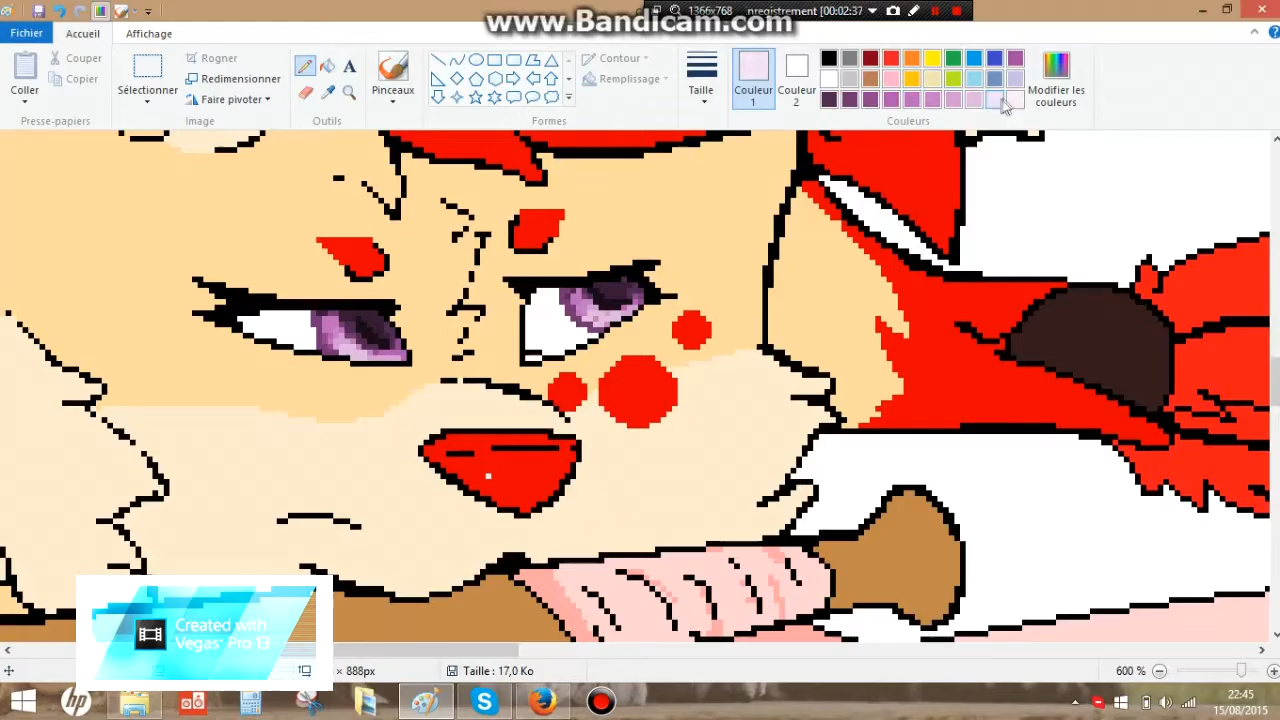 www.Bandicam.com
1366x768
nregistrement [00:02:37
Fichier
Accueil
Affichage
Coller
Couper
Copier
Presse-papiers
Sélectionner
Rogner
Redimensionner
Faire pivoter
Image
A
Outils
Pinceaux
Contour
Remplissage
Formes
Taille
Couleur
1
Couleur
2
Couleurs
Modifier les
couleurs
Created with
Vegas Pro 13
× 888px
Taille : 17,0 Ko
600 %
hp
S
22:45
15/08/2015